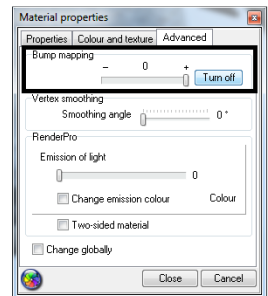 Material properties
Properties Colour and texture Advanced
Bump mapping
- 0 +
Turn off
Vertex smoothing
Smoothing angle 0 °
RenderPro
Emission of light
0
Change emission colour Colour
Two-sided material
Change globally
Close Cancel